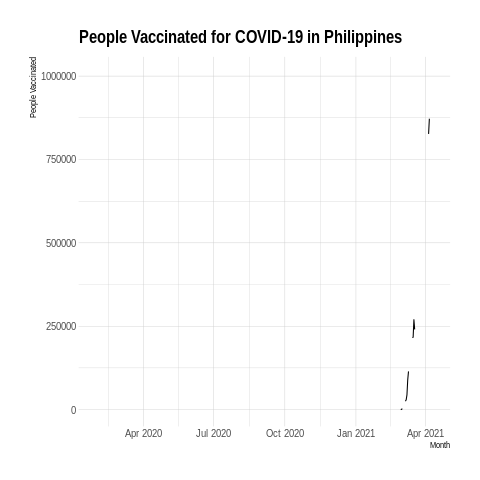 People Vaccinated for COVID-19 in Philippines
People Vaccinated
1000000
750000
500000
250000
0
Apr 2020 Jul 2020 Oct 2020 Jan 2021 Apr 2021
Month